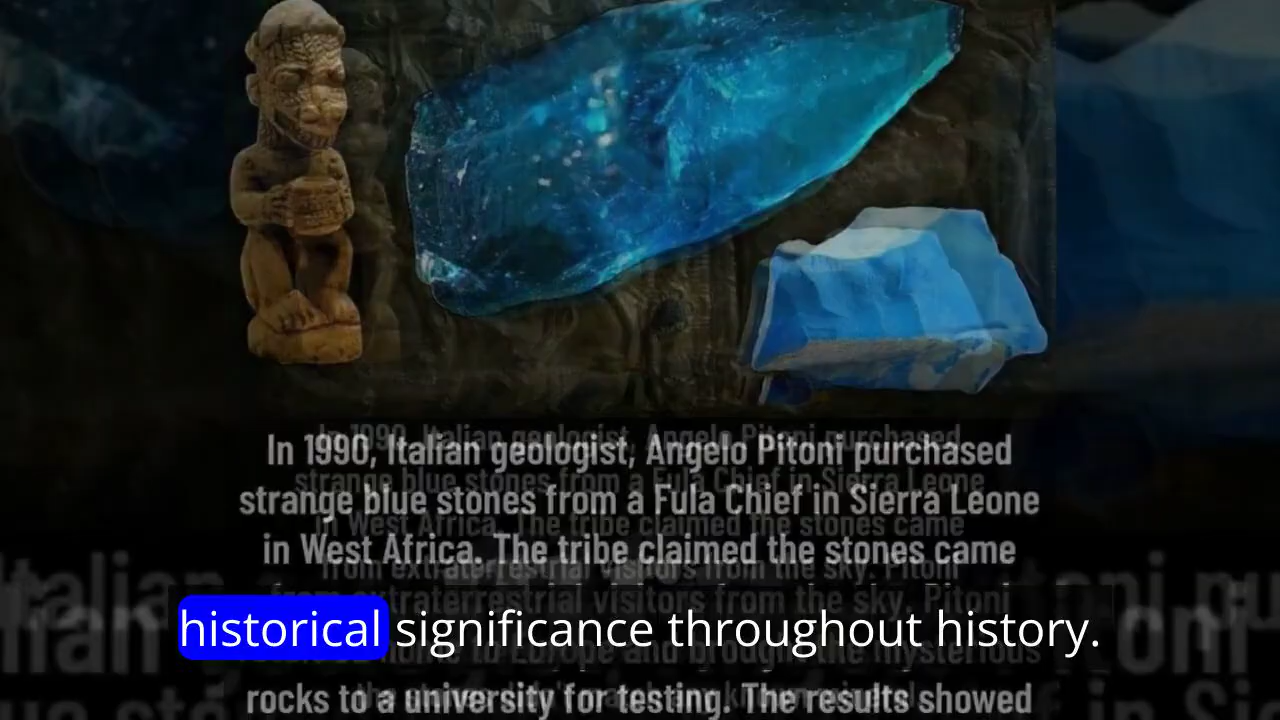 In 1990, Italian geologist, Angelo Pitoni purchased
strange blue stones from a Fula Chief in Sierra Leone
in West Africa. The tribe claimed the stones came
from extraterrestrial visitors from the sky. Pitoni
historical significance throughout history.
rocks to a university for testing. The results showed